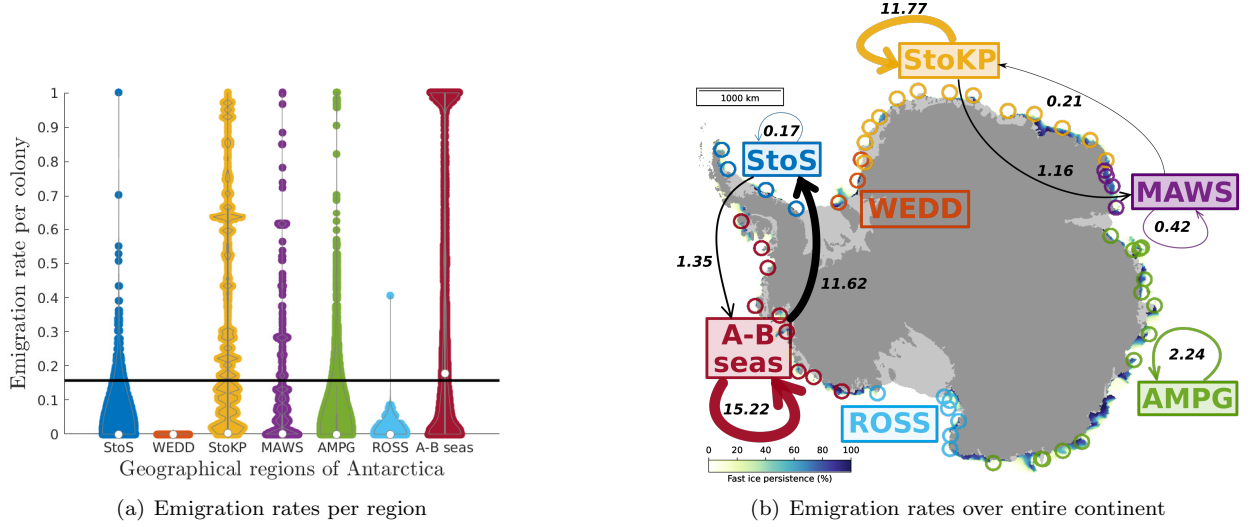 Emigration rate per colony
1
0.9
0.8
0.7
0.6
0.5
0.4
0.3
0.2
0.1
0
StoS WEDD StoKP MAWS AMPG ROSS A-B seas
Geographical regions of Antarctica
(a) Emigration rates per region
11.77
StoKP
1000 km
0.21
0.17
StoS
1.16
MAWS
WEDD
0.42
1.35
11.62
A-B
seas
2.24
AMPG
15.22
ROSS
0 20 40 60 80 100
Fast ice persistence (%)
(b) Emigration rates over entire continent